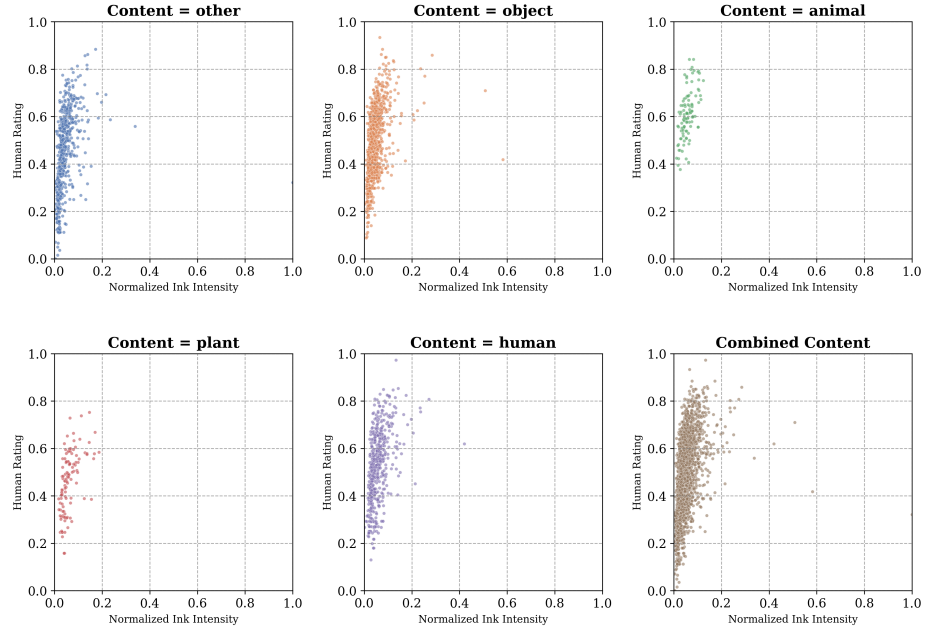 Content = other
Content = object
Content = animal
1.0
0.8
0.6
0.4
0.2
0.0
Human Rating
0.0 0.2 0.4 0.6 0.8 1.0
Normalized Ink Intensity
1.0
0.8
0.6
0.4
0.2
0.0
Human Rating
0.0 0.2 0.4 0.6 0.8 1.0
Normalized Ink Intensity
1.0
0.8
0.6
0.4
0.2
0.0
Human Rating
0.0 0.2 0.4 0.6 0.8 1.0
Normalized Ink Intensity
Content = plant
Content = human
Combined Content
1.0
0.8
0.6
0.4
0.2
0.0
Human Rating
0.0 0.2 0.4 0.6 0.8 1.0
Normalized Ink Intensity
1.0
0.8
0.6
0.4
0.2
0.0
Human Rating
0.0 0.2 0.4 0.6 0.8 1.0
Normalized Ink Intensity
1.0
0.8
0.6
0.4
0.2
0.0
Human Rating
0.0 0.2 0.4 0.6 0.8 1.0
Normalized Ink Intensity